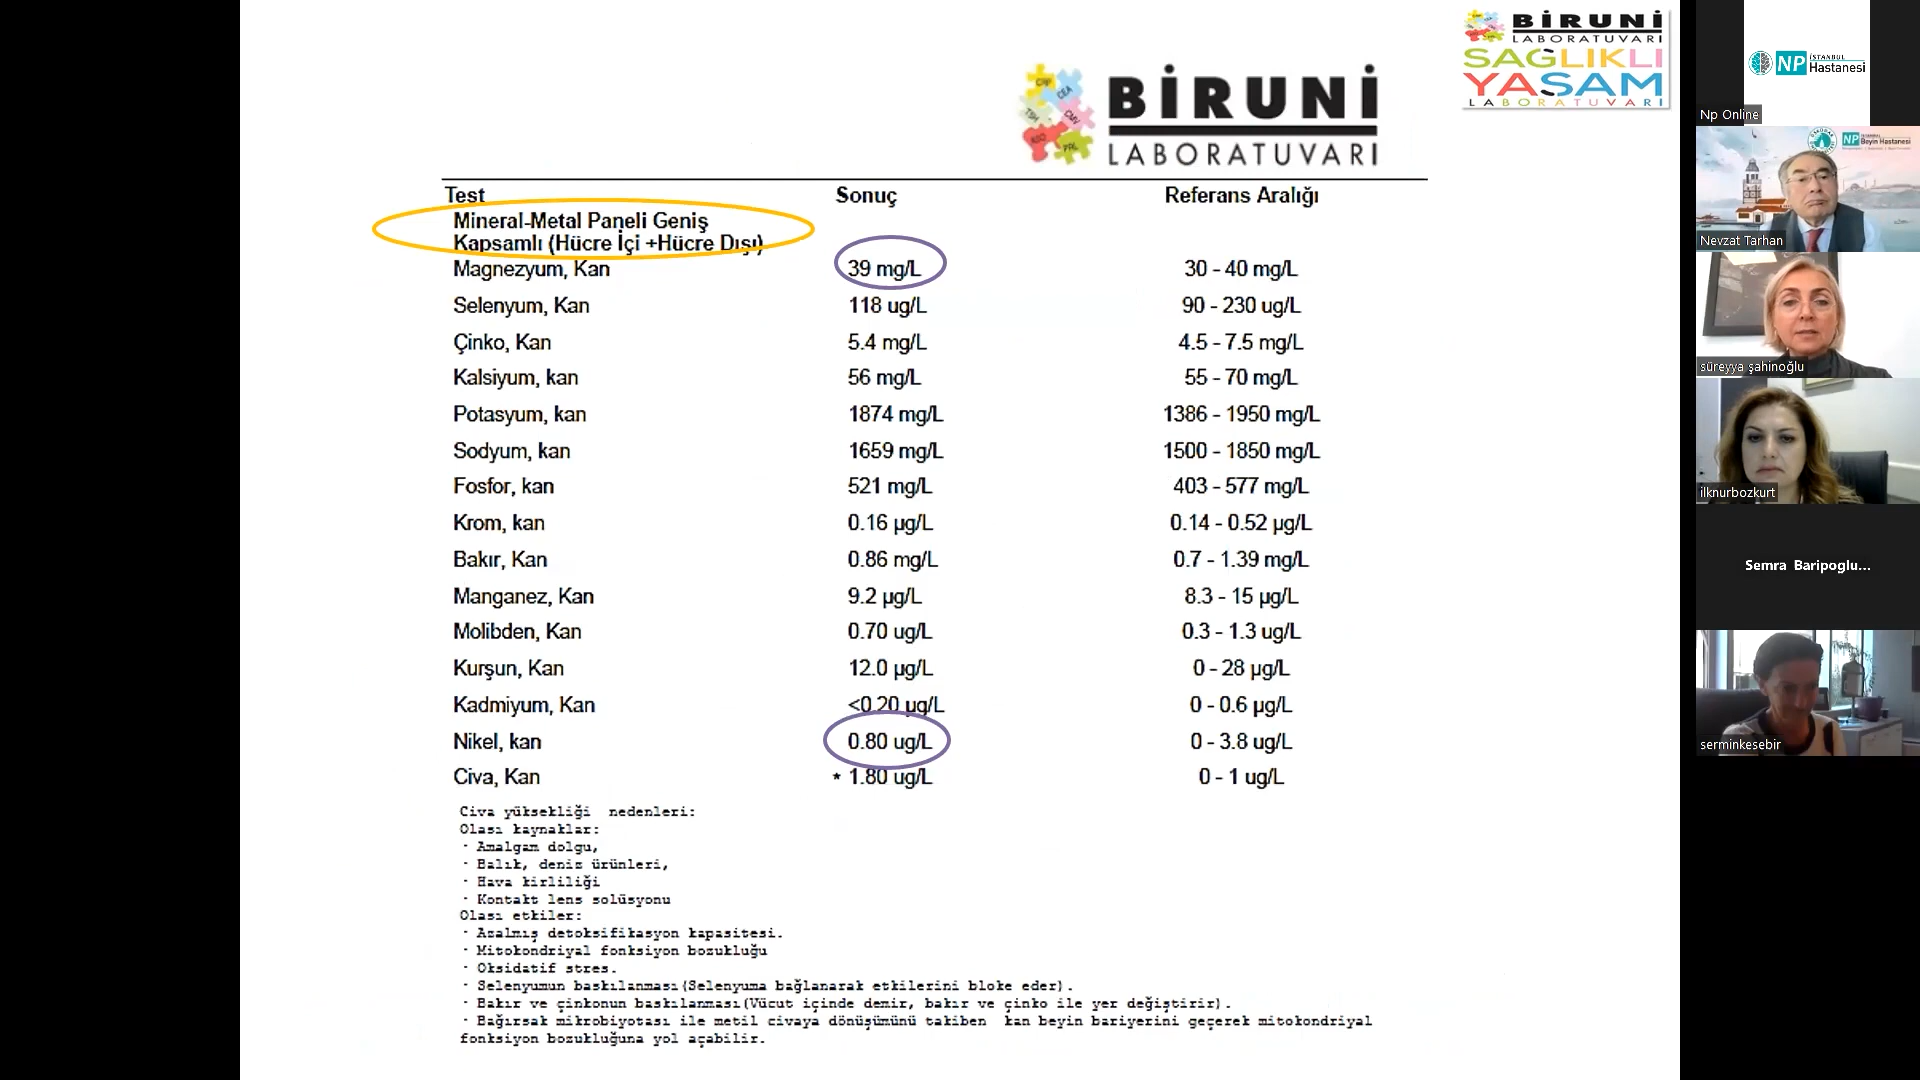 BİRUNİ
LABORATUVARI
SAĞLIKLI
YAŞAM
LABORATUVARI
BİRUNİ
LABORATUVARI
Test Sonuç Referans Aralığı
Mineral-Metal Paneli Geniş
Kapsamlı (Hücre İçi +Hücre Dışı)
Magnezyum, Kan 39 mg/L 30 - 40 mg/L
Selenyum, Kan 118 ug/L 90 - 230 ug/L
Çinko, Kan 5.4 mg/L 4.5 - 7.5 mg/L
Kalsiyum, kan 56 mg/L 55 - 70 mg/L
Potasyum, kan 1874 mg/L 1386 - 1950 mg/L
Sodyum, kan 1659 mg/L 1500 - 1850 mg/L
Fosfor, kan 521 mg/L 403 - 577 mg/L
Krom, kan 0.16 µg/L 0.14 - 0.52 µg/L
Bakır, Kan 0.86 mg/L 0.7 - 1.39 mg/L
Manganez, Kan 9.2 µg/L 8.3 - 15 µg/L
Molibden, Kan 0.70 ug/L 0.3 - 1.3 ug/L
Kurşun, Kan 12.0 µg/L 0 - 28 µg/L
Kadmiyum, Kan <0.20 µg/L 0 - 0.6 µg/L
Nikel, kan 0.80 ug/L 0 - 3.8 ug/L
Civa, Kan * 1.80 ug/L 0 - 1 ug/L
Civa yüksekliği nedenleri:
Olası kaynaklar:
· Amalgam dolgu,
· Balık, deniz ürünleri,
· Hava kirliliği
· Kontakt lens solüsyonu
Olası etkiler:
· Azalmış detoksifikasyon kapasitesi.
· Mitokondriyal fonksiyon bozukluğu
· Oksidatif stres.
· Selenyumun baskılanması(Selenyuma bağlanarak etkilerini bloke eder).
· Bakır ve çinkonun baskılanması(Vücut içinde demir, bakır ve çinko ile yer değiştirir).
· Bağırsak mikrobiyotası ile metil civaya dönüşümünü takiben kan beyin bariyerini geçerek mitokondriyal
fonksiyon bozukluğuna yol açabilir.
NP İSTANBUL
Hastanesi
Np Online
Nevzat Tarhan
süreyya şahinoğlu
ilknurbozkurt
Semra Baripoglu...
serminkesebir